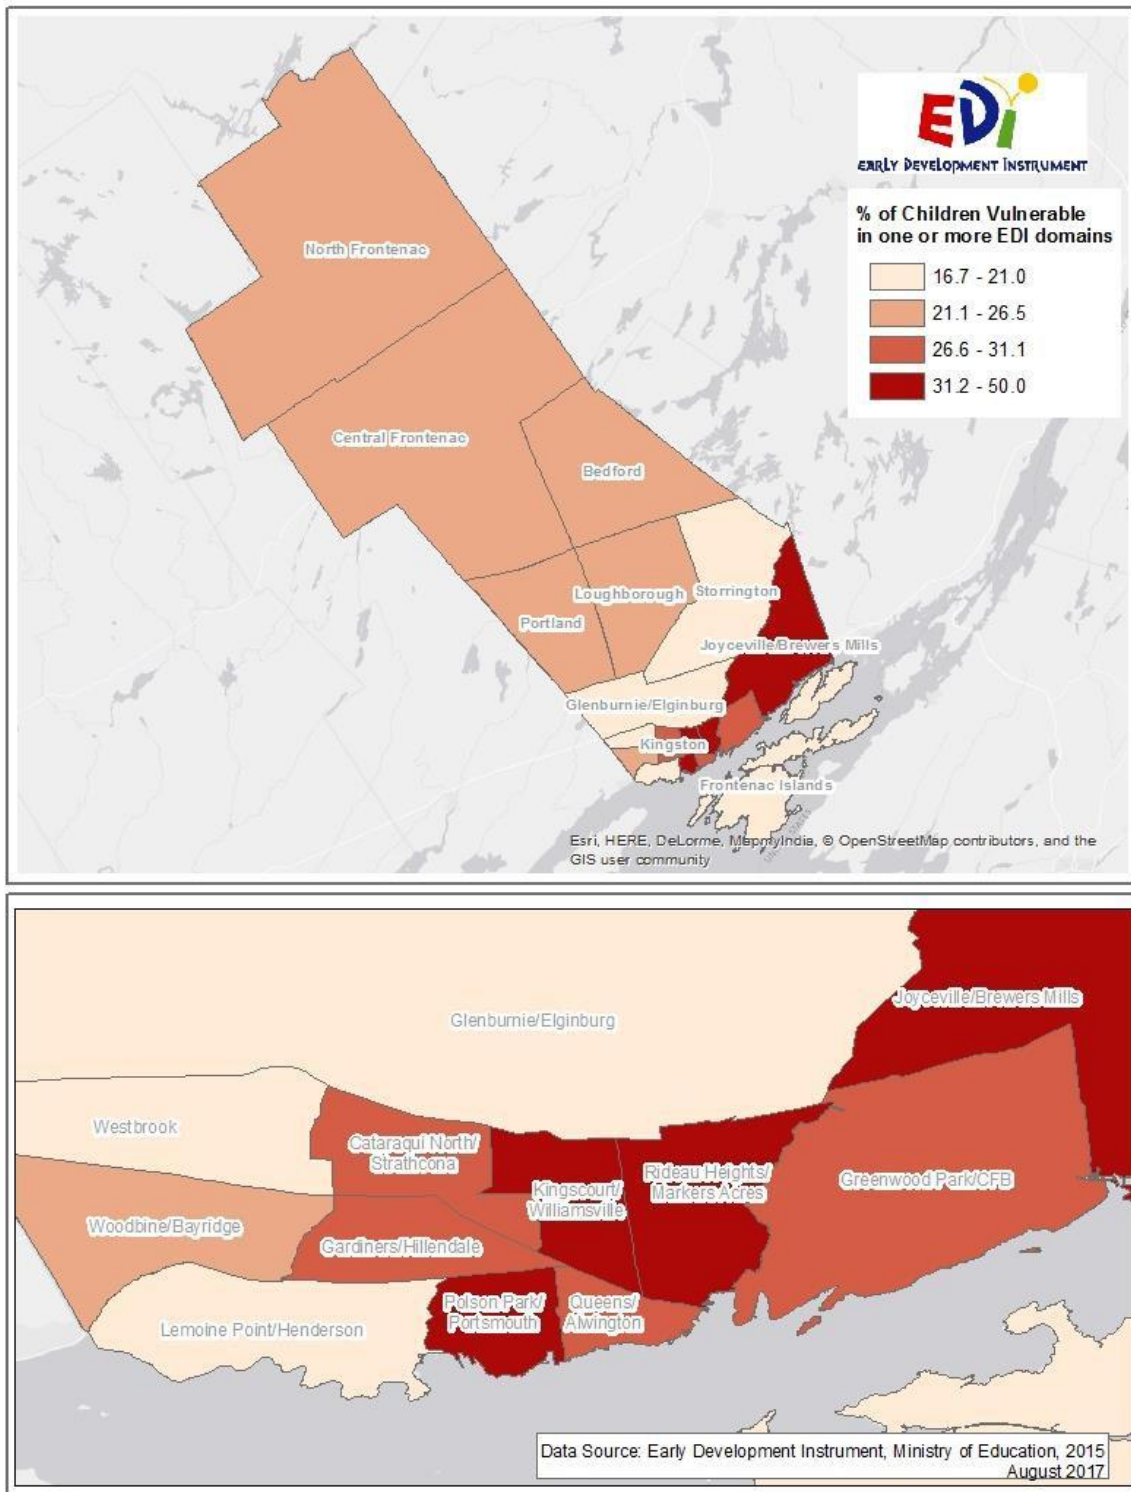 EDI
EARLY DEVELOPMENT INSTRUMENT
% of Children Vulnerable
in one or more EDI domains
16.7 - 21.0
21.1 - 26.5
26.6 - 31.1
31.2 - 50.0
North Frontenac
Central Frontenac
Bedford
Loughborough
Storrington
Portland
Joyceville/Brewers Mills
Glenburnie/Elginburg
Kingston
Frontenac Islands
Esri, HERE, DeLorme, MapmyIndia, © OpenStreetMap contributors, and the
GIS user community
Joyceville/Brewers Mills
Glenburnie/Elginburg
Westbrook
Cataraqui North/
Strathcona
Rideau Heights/
Markers Acres
Greenwood Park/CFB
Kingscourt/
Williamsville
Woodbine/Bayridge
Gardiners/Hillendale
Polson Park/
Portsmouth
Queens/
Alwington
Lemoine Point/Henderson
Data Source: Early Development Instrument, Ministry of Education, 2015
August 2017